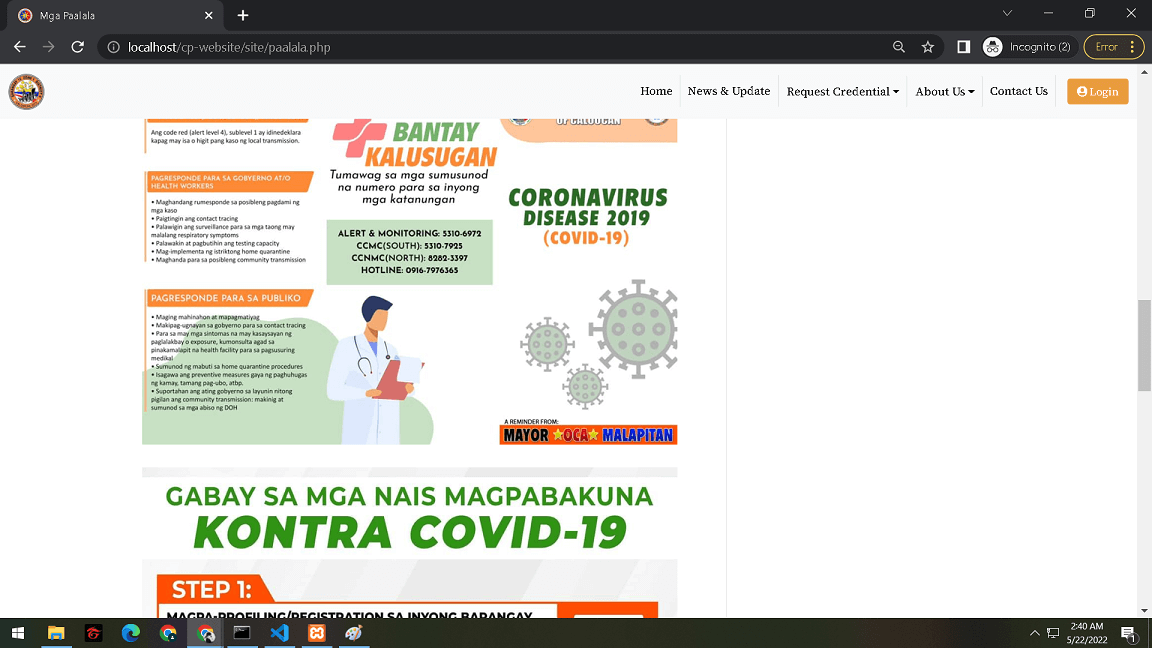 Mga Paalala
localhost/cp-website/site/paalala.php
Incognito (2)
Error
Home
News & Update
Request Credential
About Us
Contact Us
Login
Ang code red (alert level 4), sublevel 1 ay idinedeklara
kapag may isa o higit pang kaso ng local transmission.
PAGRESPONDE PARA SA GOBYERNO AT/O
HEALTH WORKERS
• Maghandang rumesponde sa posibleng pagdami ng
mga kaso
• Paigtingin ang contact tracing
• Palawigin ang surveillance para sa mga taong may
malalang respiratory symptoms
• Palawakin at pagbutihin ang testing capacity
• Mag-implementa ng istriktong home quarantine
• Maghanda para sa posibleng community transmission
PAGRESPONDE PARA SA PUBLIKO
• Maging mahinahon at mapagmatiyag
• Makipag-ugnayan sa gobyerno para sa contact tracing
• Para sa may mga sintomas na may kasaysayan ng
paglalakbay o exposure, kumonsulta agad sa
pinakamalapit na health facility para sa pagsusuring
medikal
• Sumunod ng mabuti sa home quarantine procedures
• Isagawa ang preventive measures gaya ng paghuhugas
ng kamay, tamang pag-ubo, atbp.
• Suportahan ang ating gobyerno sa layunin nitong
pigilan ang community transmission: makinig at
sumunod sa mga abiso ng DOH
BANTAY
KALUSUGAN
Tumawag sa mga sumusunod
na numero para sa inyong
mga katanungan
ALERT & MONITORING: 5310-6972
CCMC(SOUTH): 5310-7925
CCNMC(NORTH): 8282-3397
HOTLINE: 0916-7976365
OF CALOOCAN
CORONAVIRUS
DISEASE 2019
(COVID-19)
A REMINDER FROM:
MAYOR OCA MALAPITAN
GABAY SA MGA NAIS MAGPABAKUNA
KONTRA COVID-19
STEP 1:
MAGPA-PROFILING/REGISTRATION SA INYONG BARANGAY
2:40 AM
5/22/2022
1